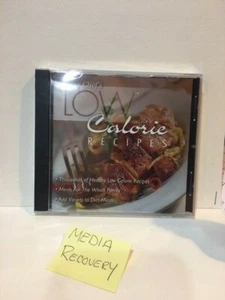 LOW
Calorie
RECIPES
• Thousands of Healthy Low Calorie Recipes
• Meals For The Whole Family
• Add Variety to Diet Meals
MEDIA
RECOVERY